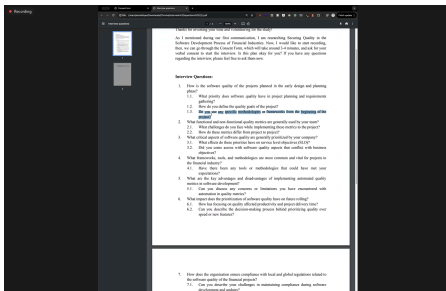 Recording
Thanks for involving your time and volunteering for the study!
As I mentioned during our first communication, I am researching Securing Quality in the
Software Development Process of Financial Industries. Now, I would like to start recording,
then, we can go through the Consent Form, which will take around 3-4 minutes, and ask for your
verbal consent to start the interview. Is this plan okay for you? If you have any questions
regarding the interview, please feel free to ask them now.
Interview Questions:
1. How is the software quality of the projects planned in the early design and planning
phase?
1.1. What priority does software quality have in project planning and requirements
gathering?
1.2. How do you define the quality goals of the project?
1.3. Do you use any specific methodologies or frameworks from the beginning of the
project?
2. What functional and non-functional quality metrics are generally used by your team?
2.1. What challenges do you face while implementing these metrics to the project?
2.2. How do these metrics differ from project to project?
3. What critical aspects of software quality are generally prioritized by your company?
3.1. What effects do these priorities have on service level objectives (SLO)?
3.2. Did you come across with software quality aspects that conflict with business
objectives?
4. What frameworks, tools, and methodologies are most common and vital for projects in
the financial industry?
4.1. Have there been any tools or methodologies that could have met your
expectations?
5. What are the key advantages and disadvantages of implementing automated quality
metrics in software development?
5.1. Can you discuss any concerns or limitations you have encountered with
automation in quality metrics?
6. What impact does the prioritization of software quality have on future rolling?
6.1. How has focusing on quality affected productivity and project delivery time?
6.2. Can you describe the decision-making process behind prioritizing quality over
speed or new features?
7. How does the organization ensure compliance with local and global regulations related to
the software quality of the financial projects?
7.1. Can you describe your challenges in maintaining compliance during software
development and updates?